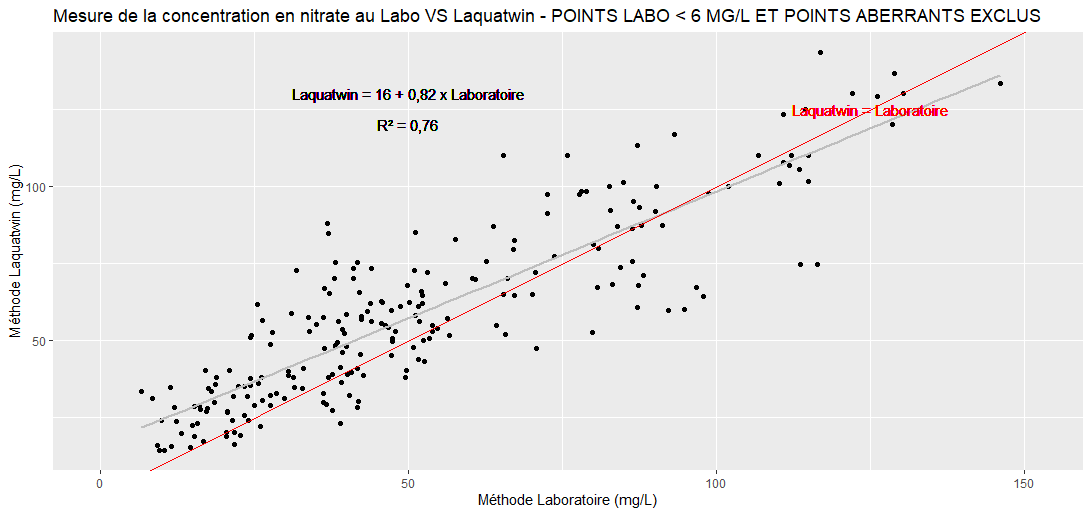 Mesure de la concentration en nitrate au Labo VS Laquatwin - POINTS LABO < 6 MG/L ET POINTS ABERRANTS EXCLUS
Laquatwin = 16 + 0,82 x Laboratoire
R² = 0,76
Laquatwin = Laboratoire
Méthode Laquatwin (mg/L)
100
50
0
50
100
150
Méthode Laboratoire (mg/L)